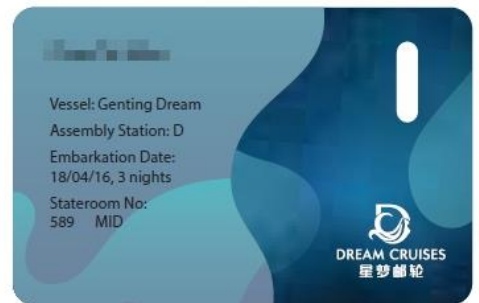 Vessel: Genting Dream
Assembly Station: D
Embarkation Date:
18/04/16, 3 nights
Stateroom No:
589 MID
DREAM CRUISES
星梦邮轮